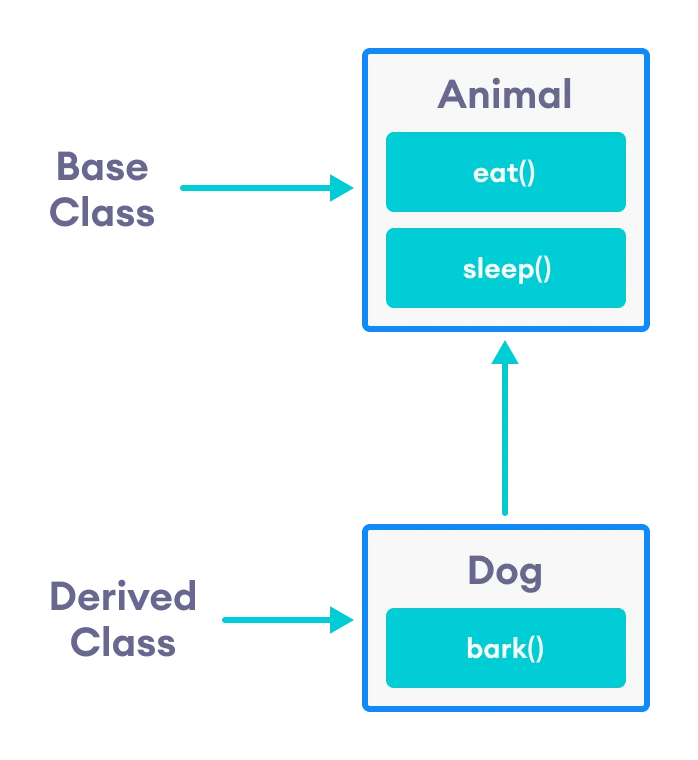 Animal
eat()
sleep()
Base
Class
Dog
bark()
Derived
Class